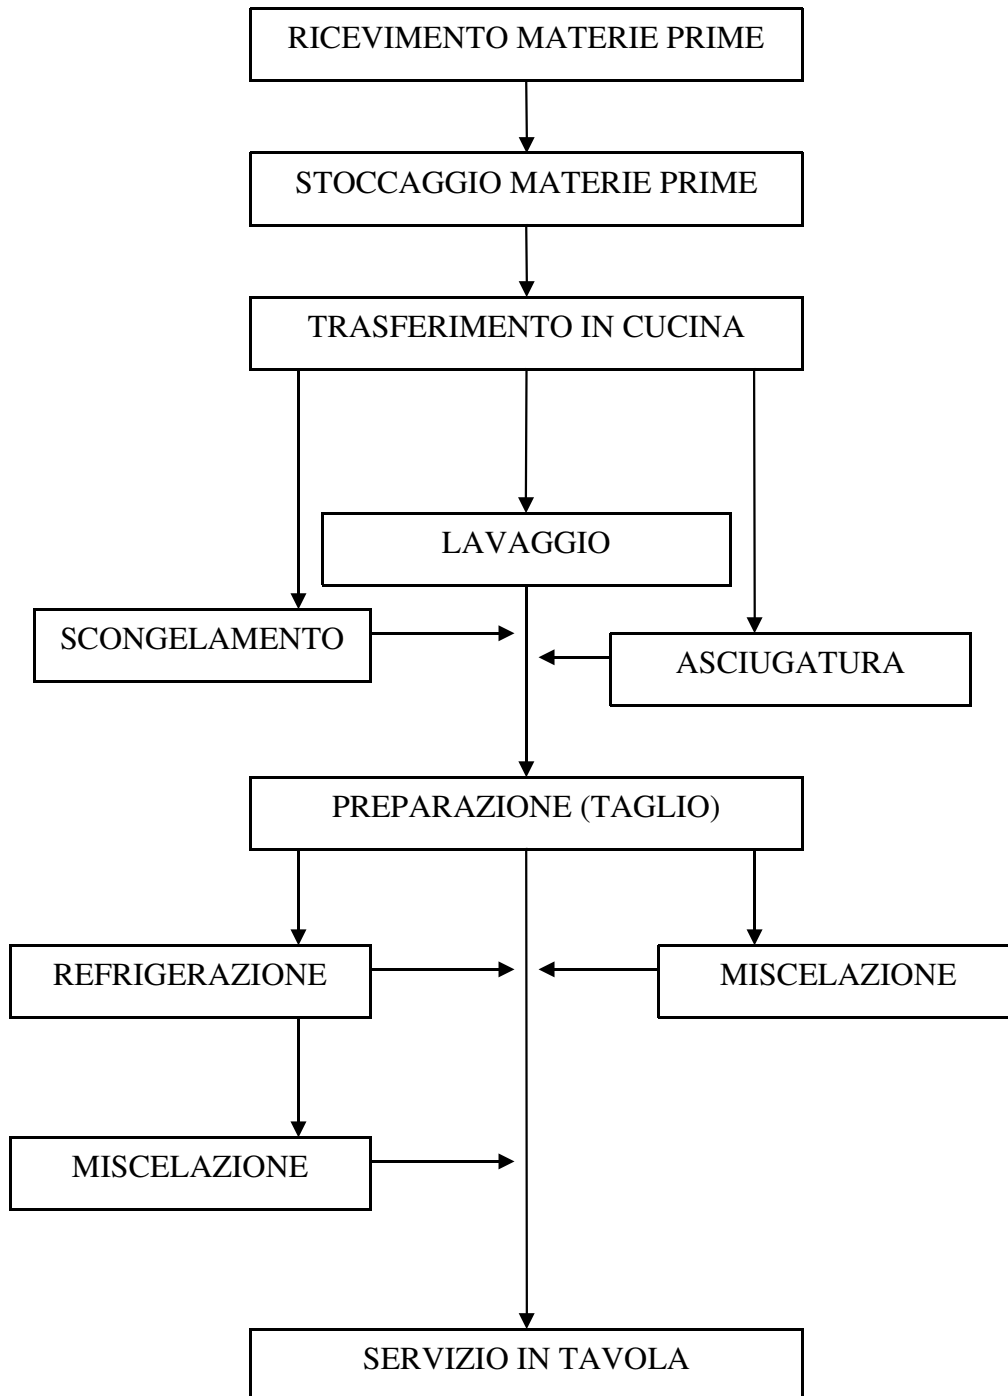 RICEVIMENTO MATERIE PRIME
STOCCAGGIO MATERIE PRIME
TRASFERIMENTO IN CUCINA
LAVAGGIO
SCONGELAMENTO
ASCIUGATURA
PREPARAZIONE (TAGLIO)
REFRIGERAZIONE
MISCELAZIONE
MISCELAZIONE
SERVIZIO IN TAVOLA